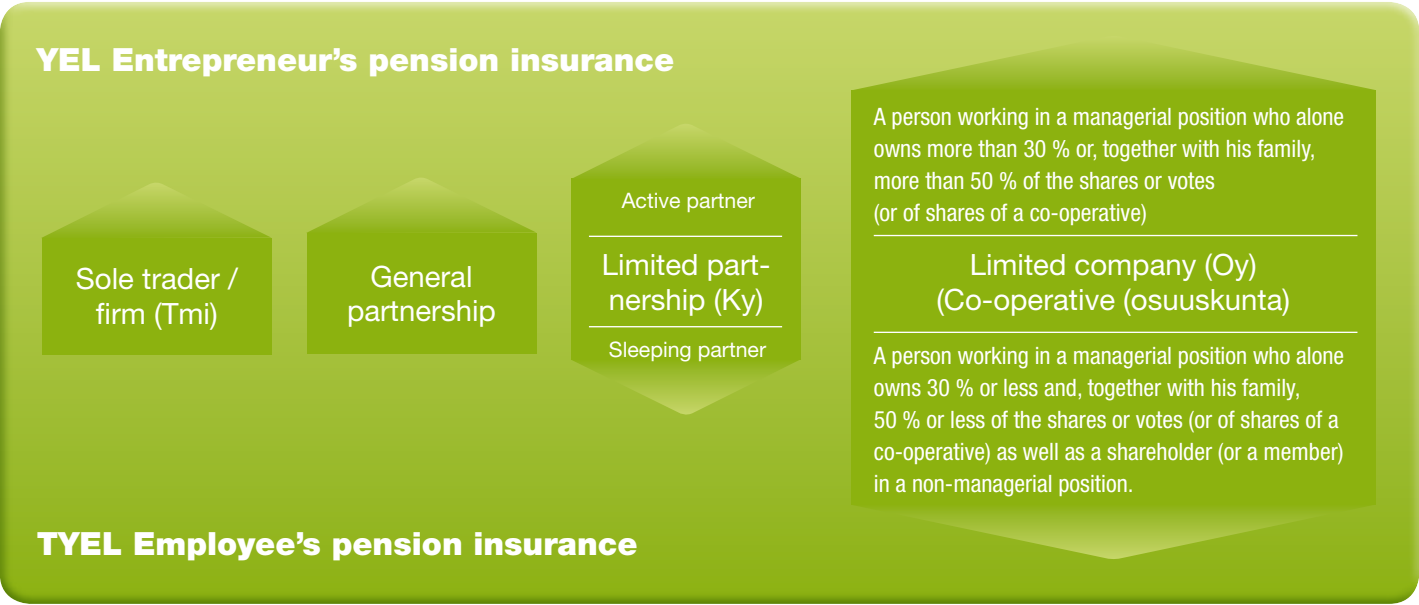 YEL Entrepreneur's pension insurance
Sole trader /
firm (Tmi)
General
partnership
Active partner
Limited part-
nership (Ky)
Sleeping partner
A person working in a managerial position who alone
owns more than 30 % or, together with his family,
more than 50 % of the shares or votes
(or of shares of a co-operative)
Limited company (Oy)
(Co-operative (osuuskunta)
A person working in a managerial position who alone
owns 30 % or less and, together with his family,
50 % or less of the shares or votes (or of shares of a
co-operative) as well as a shareholder (or a member)
in a non-managerial position.
TYEL Employee's pension insurance